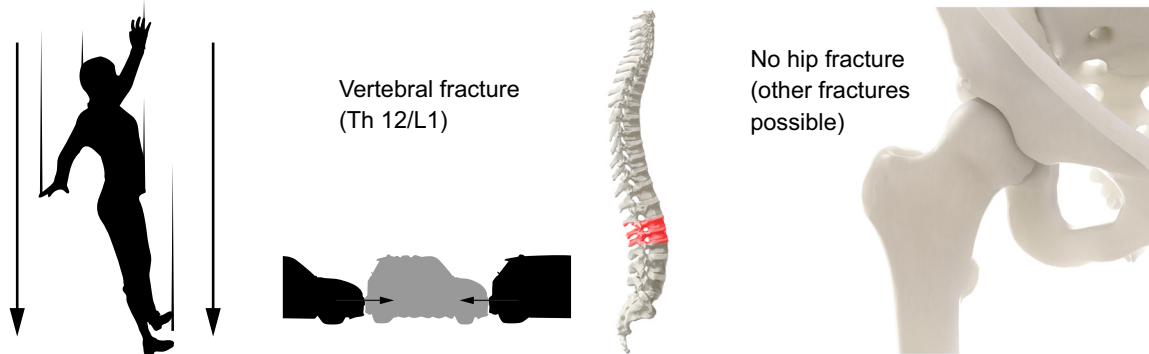 Vertebral fracture
(Th 12/L1)
No hip fracture
(other fractures
possible)